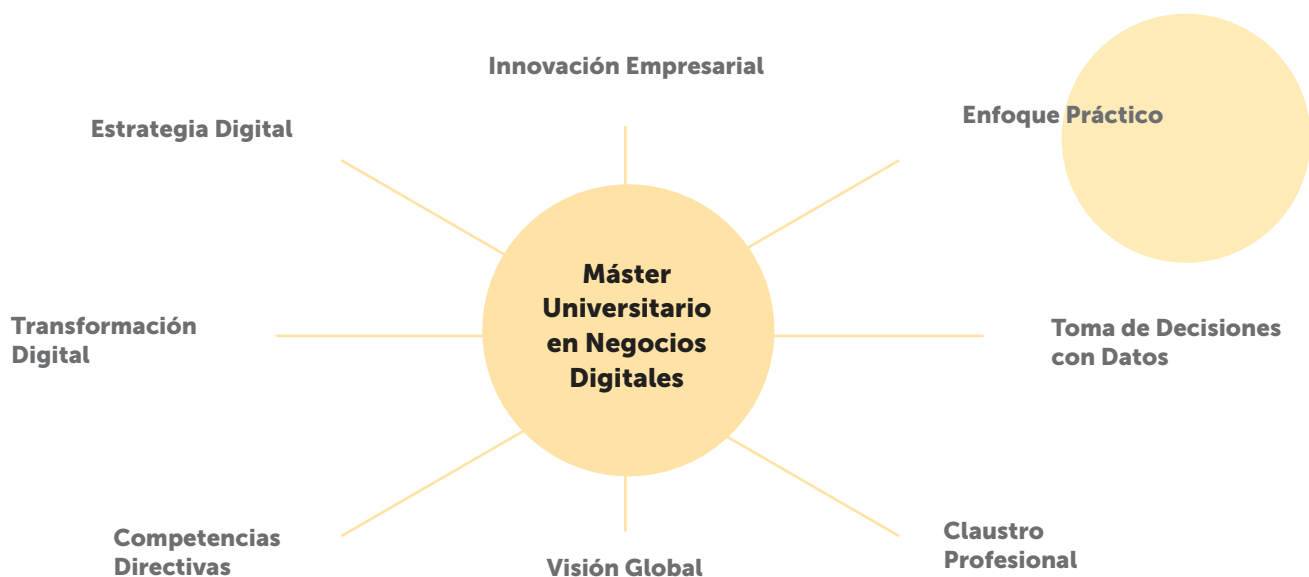 Innovación Empresarial
Enfoque Práctico
Estrategia Digital
Máster
Universitario
en Negocios
Digitales
Transformación
Digital
Toma de Decisiones
con Datos
Competencias
Directivas
Visión Global
Claustro
Profesional